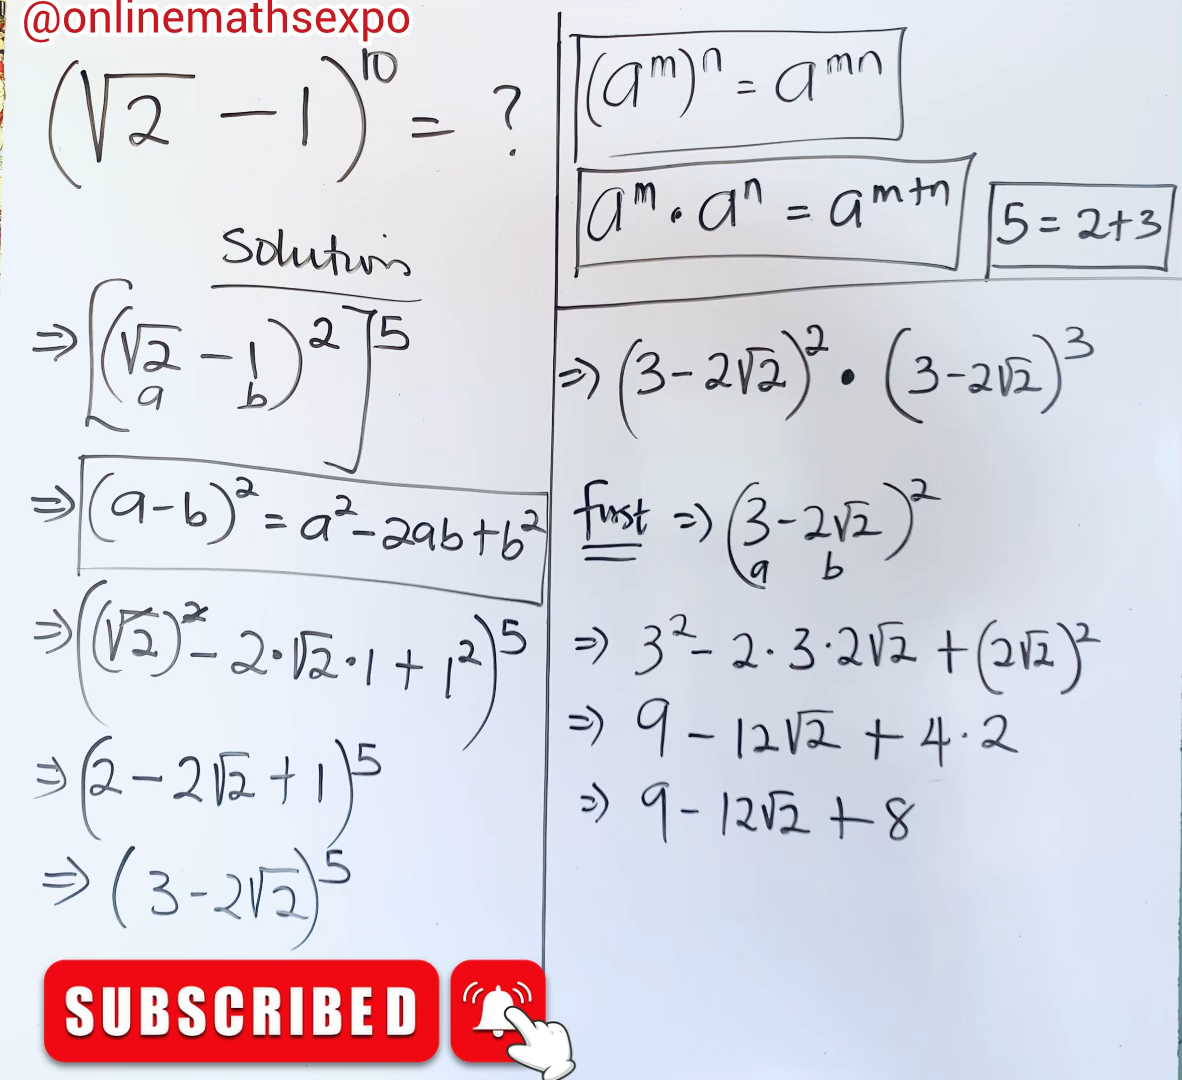 @onlinemathsexpo
(√2 - 1)^10 = ?
Solutions
⇒ [(√2 - 1)^2]^5
a b
⇒ (a-b)^2 = a^2 - 2ab + b^2
⇒ ((√2)^2 - 2·√2·1 + 1^2)^5
⇒ (2 - 2√2 + 1)^5
⇒ (3 - 2√2)^5
(a^m)^n = a^mn
a^m · a^n = a^m+n
5 = 2+3
⇒ (3 - 2√2)^2 · (3 - 2√2)^3
first ⇒ (3 - 2√2)^2
a b
⇒ 3^2 - 2·3·2√2 + (2√2)^2
⇒ 9 - 12√2 + 4·2
⇒ 9 - 12√2 + 8
SUBSCRIBED